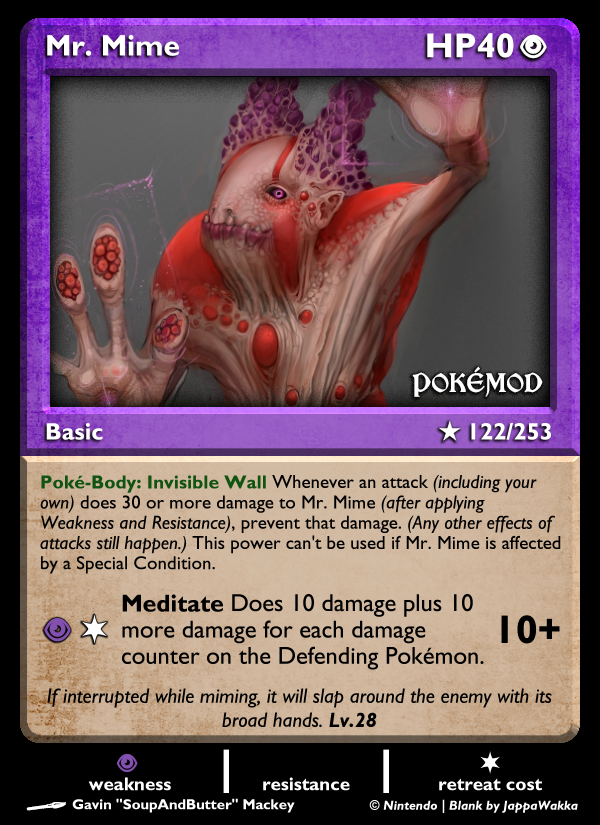 Mr. Mime HP40
POKÉMOD
Basic ★ 122/253
Poké-Body: Invisible Wall Whenever an attack (including your
own) does 30 or more damage to Mr. Mime (after applying
Weakness and Resistance), prevent that damage. (Any other effects of
attacks still happen.) This power can't be used if Mr. Mime is affected
by a Special Condition.
Meditate Does 10 damage plus 10
more damage for each damage
counter on the Defending Pokémon.
10+
If interrupted while miming, it will slap around the enemy with its
broad hands. Lv.28
weakness resistance retreat cost
Gavin "SoupAndButter" Mackey © Nintendo | Blank by JappaWakka